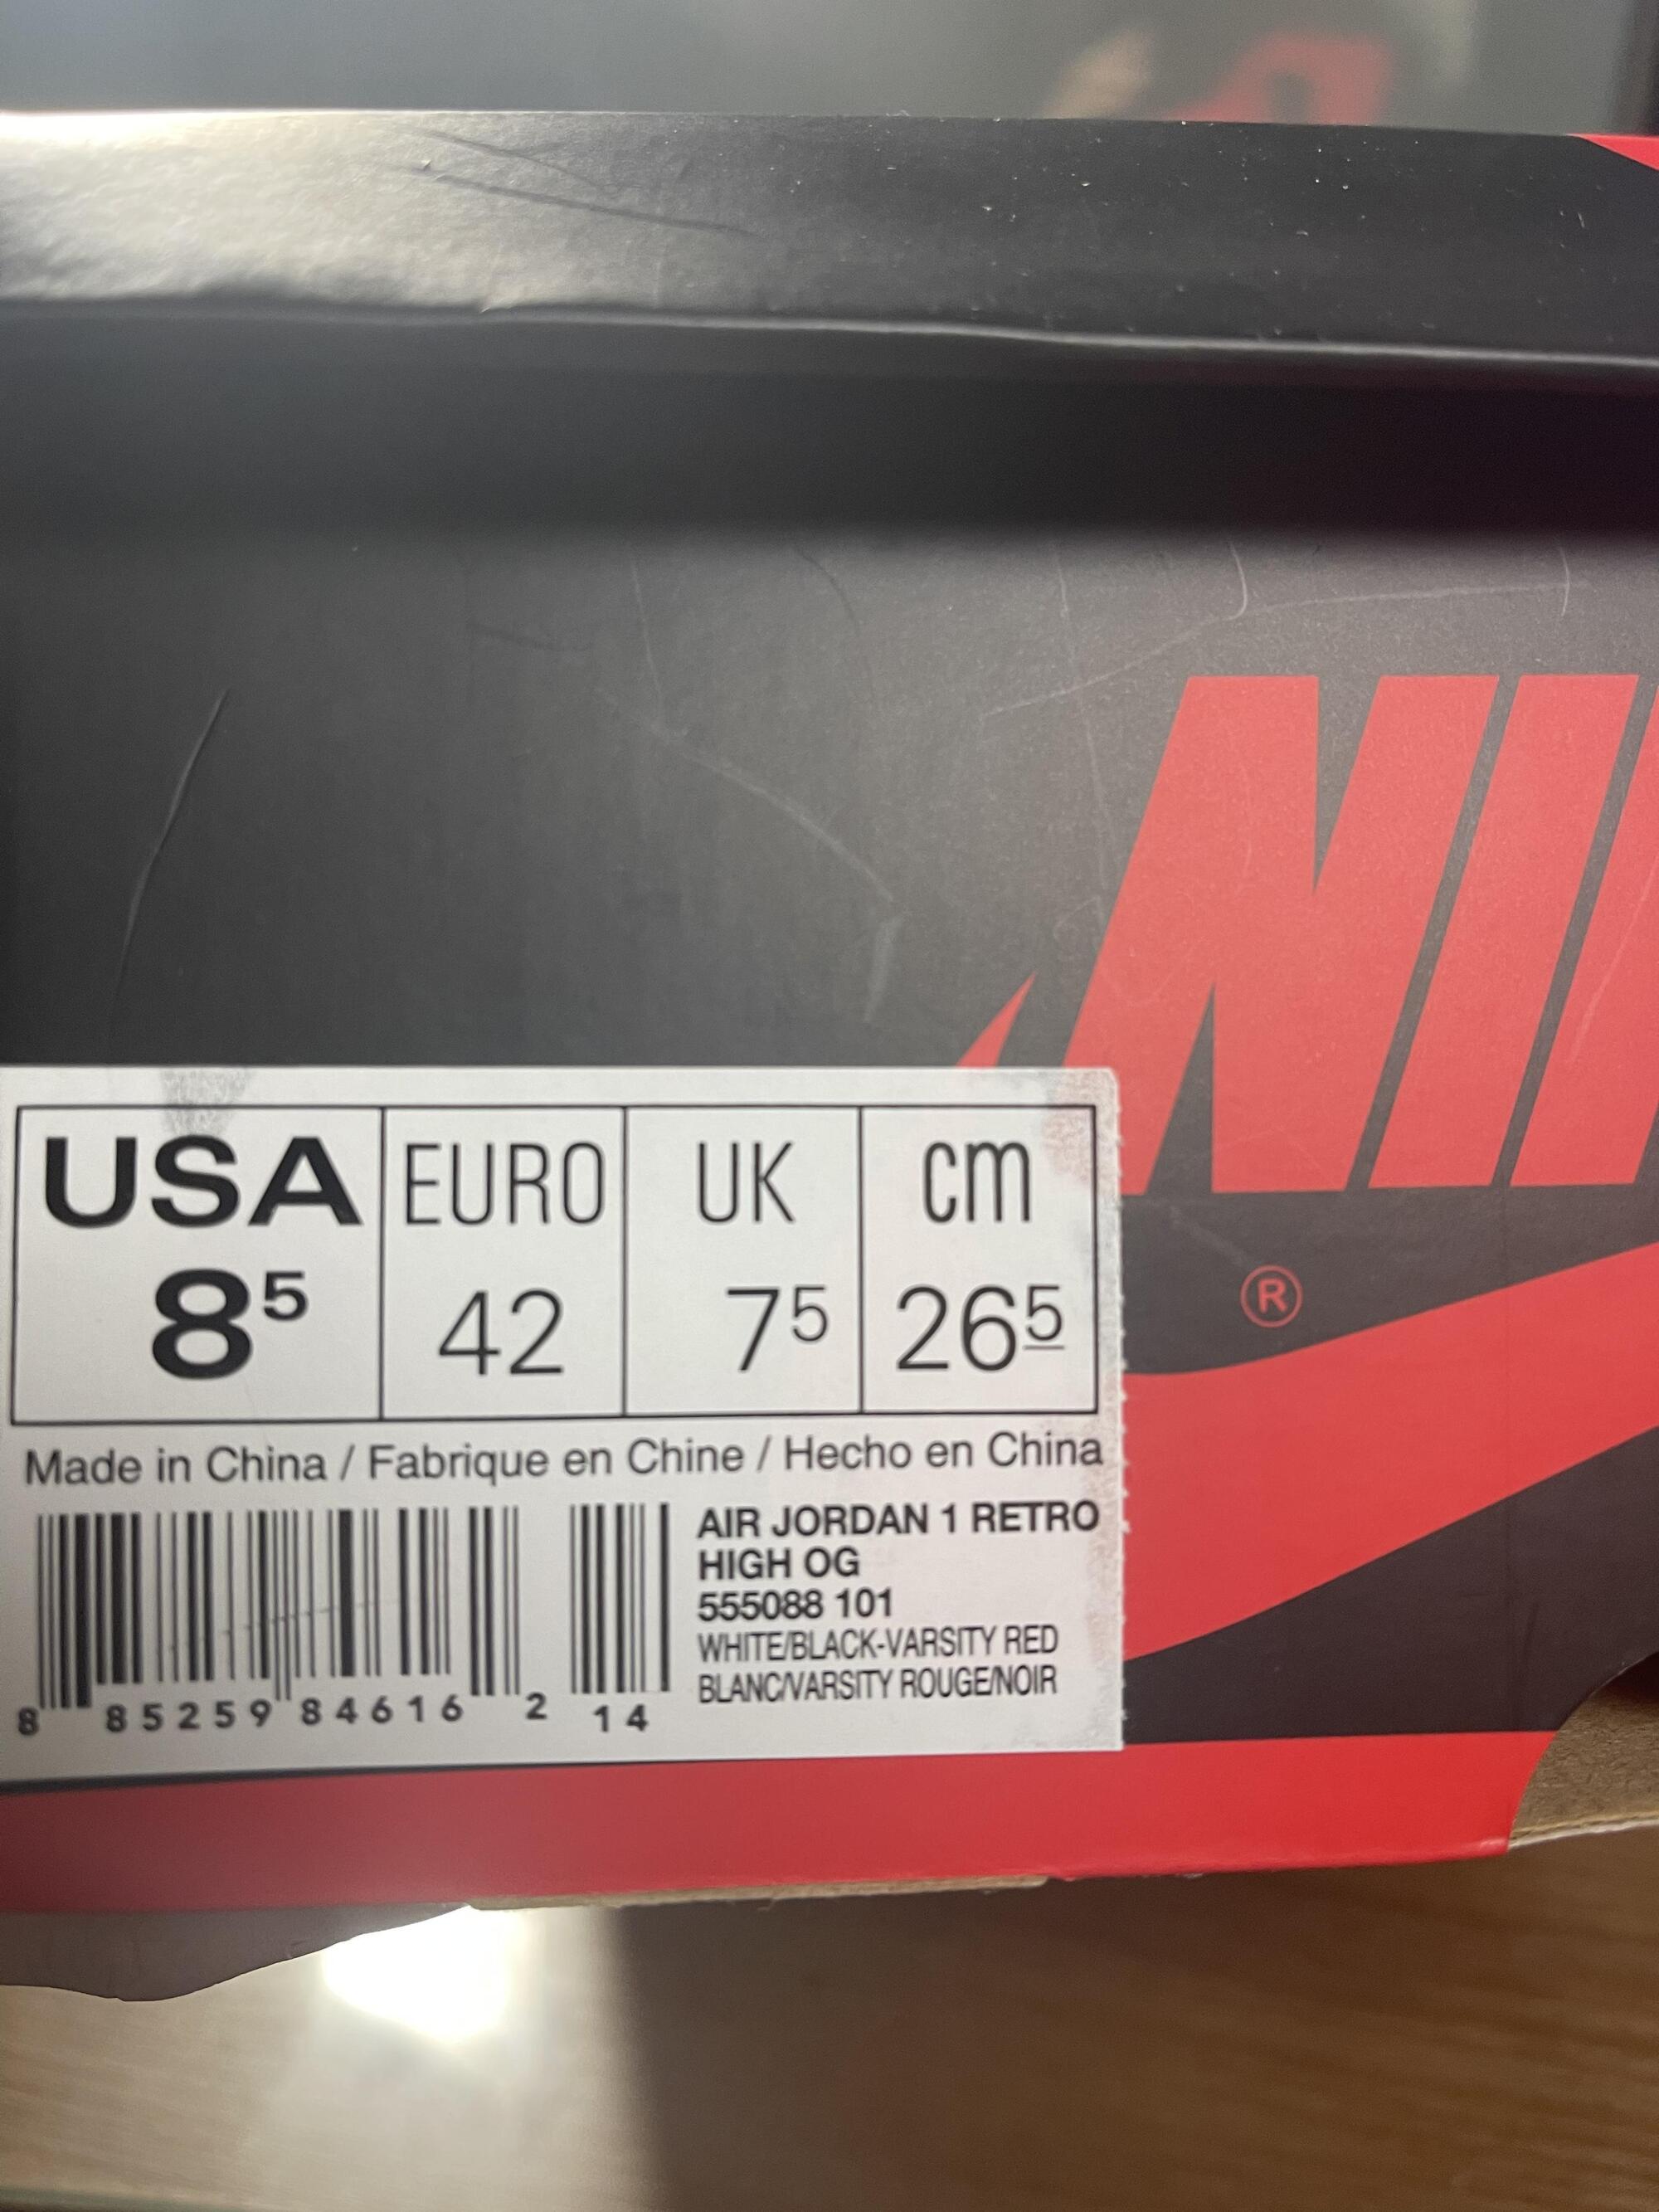 NI
®
USA EURO UK cm
8⁵ 42 7⁵ 26⁵
Made in China / Fabrique en Chine / Hecho en China
AIR JORDAN 1 RETRO
HIGH OG
555088 101
WHITE/BLACK-VARSITY RED
BLANC/VARSITY ROUGE/NOIR
8 85259 84616 2 14